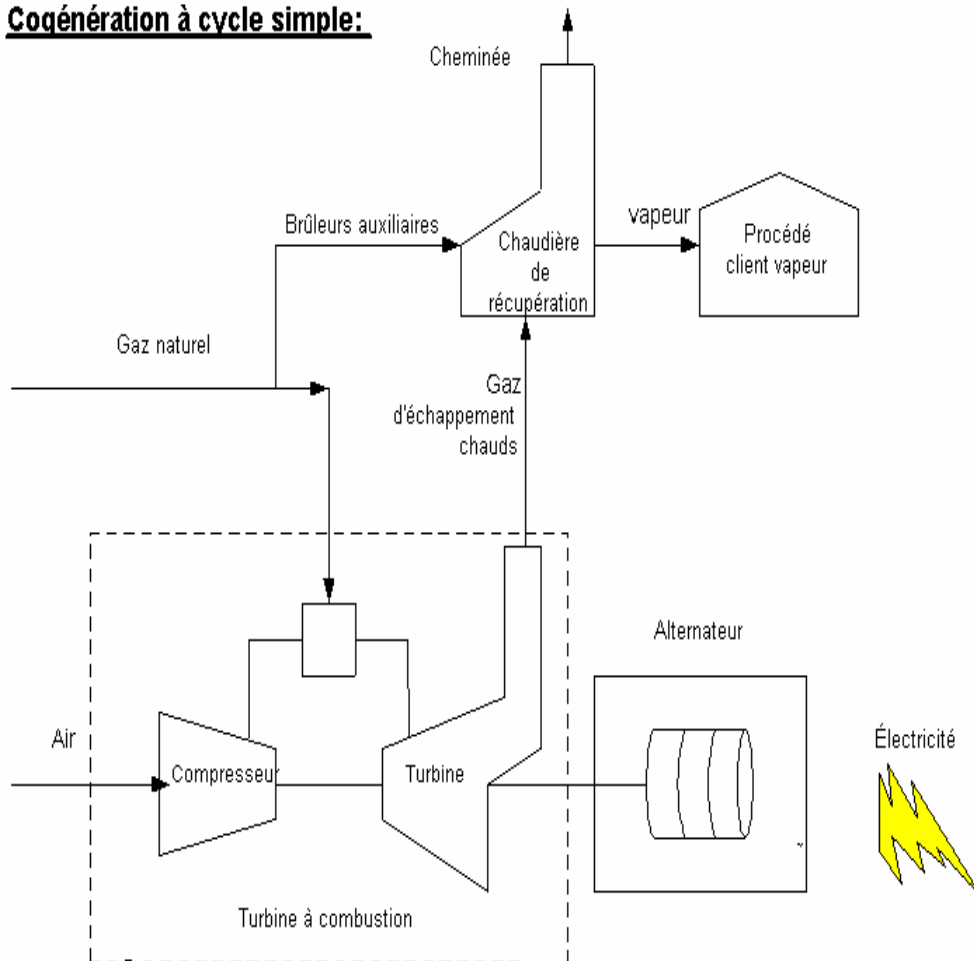 Cogénération à cycle simple:
Cheminée
Brûleurs auxiliaires
vapeur
Chaudière
de
récupération
Procédé
client vapeur
Gaz naturel
Gaz
d'échappement
chauds
Alternateur
Air
Compresseur
Turbine
Électricité
~
Turbine à combustion